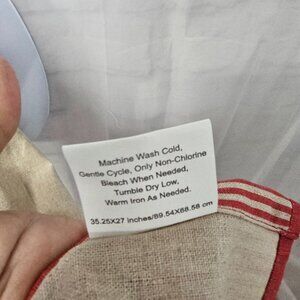 Machine Wash Cold,
Gentle Cycle, Only Non-Chlorine
Bleach When Needed,
Tumble Dry Low,
Warm Iron As Needed.
35.25X27 inches/89.54X68.58 cm